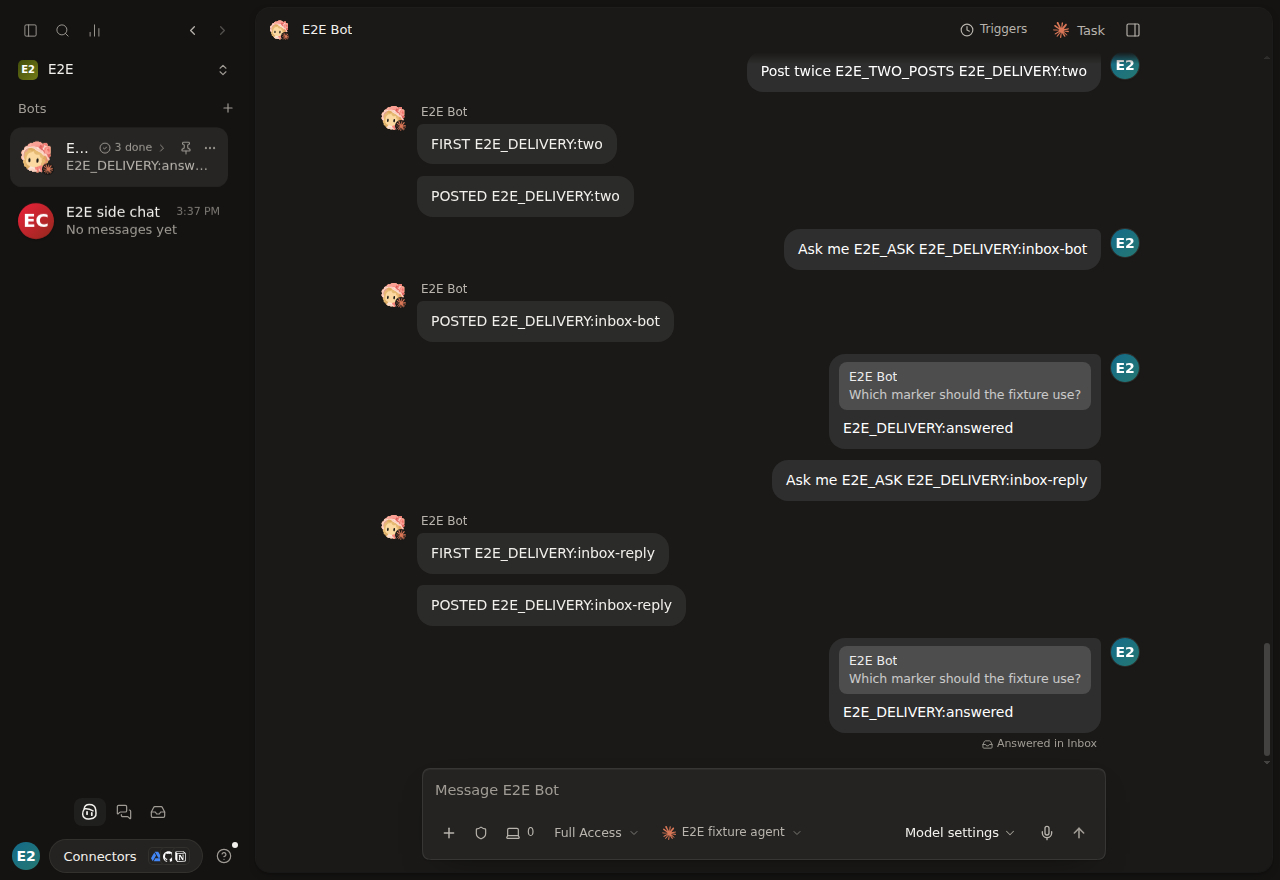 E2E Bot
Triggers
Task
E2 E2E
Bots
E... 3 done
E2E_DELIVERY:answ...
EC
E2E side chat 3:37 PM
No messages yet
Post twice E2E_TWO_POSTS E2E_DELIVERY:two
E2
E2E Bot
FIRST E2E_DELIVERY:two
POSTED E2E_DELIVERY:two
Ask me E2E_ASK E2E_DELIVERY:inbox-bot
E2
E2E Bot
POSTED E2E_DELIVERY:inbox-bot
E2E Bot
Which marker should the fixture use?
E2E_DELIVERY:answered
E2
Ask me E2E_ASK E2E_DELIVERY:inbox-reply
E2E Bot
FIRST E2E_DELIVERY:inbox-reply
POSTED E2E_DELIVERY:inbox-reply
E2E Bot
Which marker should the fixture use?
E2E_DELIVERY:answered
E2
Answered in Inbox
Message E2E Bot
0 Full Access E2E fixture agent Model settings
E2 Connectors